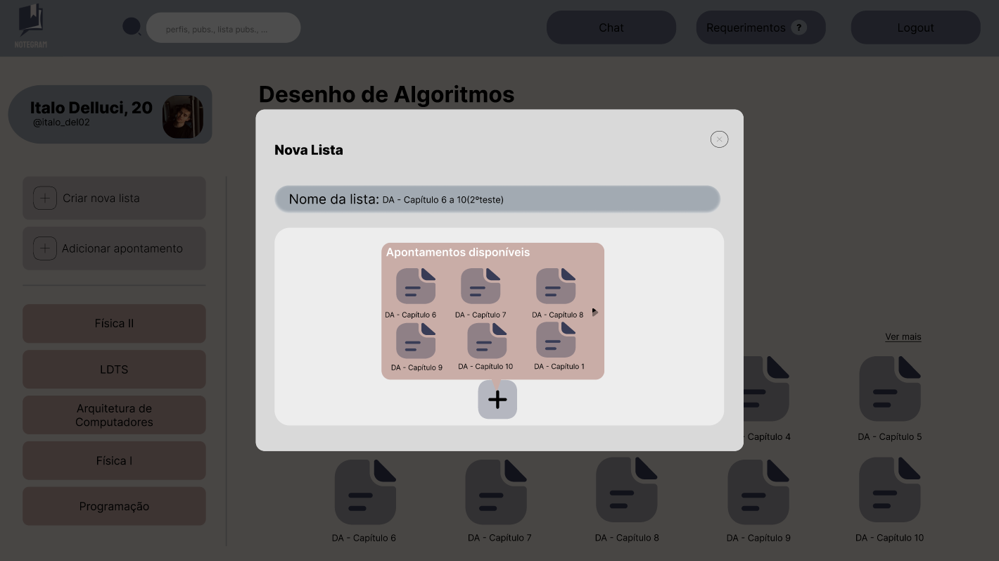 NOTEGRAM
perfis, pubs., lista pubs., ...
Chat
Requerimentos ?
Logout
Italo Delluci, 20
@italo_del02
Desenho de Algoritmos
Criar nova lista
Adicionar apontamento
Física II
LDTS
Arquitetura de
Computadores
Física I
Programação
Nova Lista
Nome da lista: DA - Capítulo 6 a 10(2ºteste)
Apontamentos disponíveis
DA - Capítulo 6
DA - Capítulo 7
DA - Capítulo 8
DA - Capítulo 9
DA - Capítulo 10
DA - Capítulo 1
Ver mais
- Capítulo 4
DA - Capítulo 5
DA - Capítulo 6
DA - Capítulo 7
DA - Capítulo 8
DA - Capítulo 9
DA - Capítulo 10